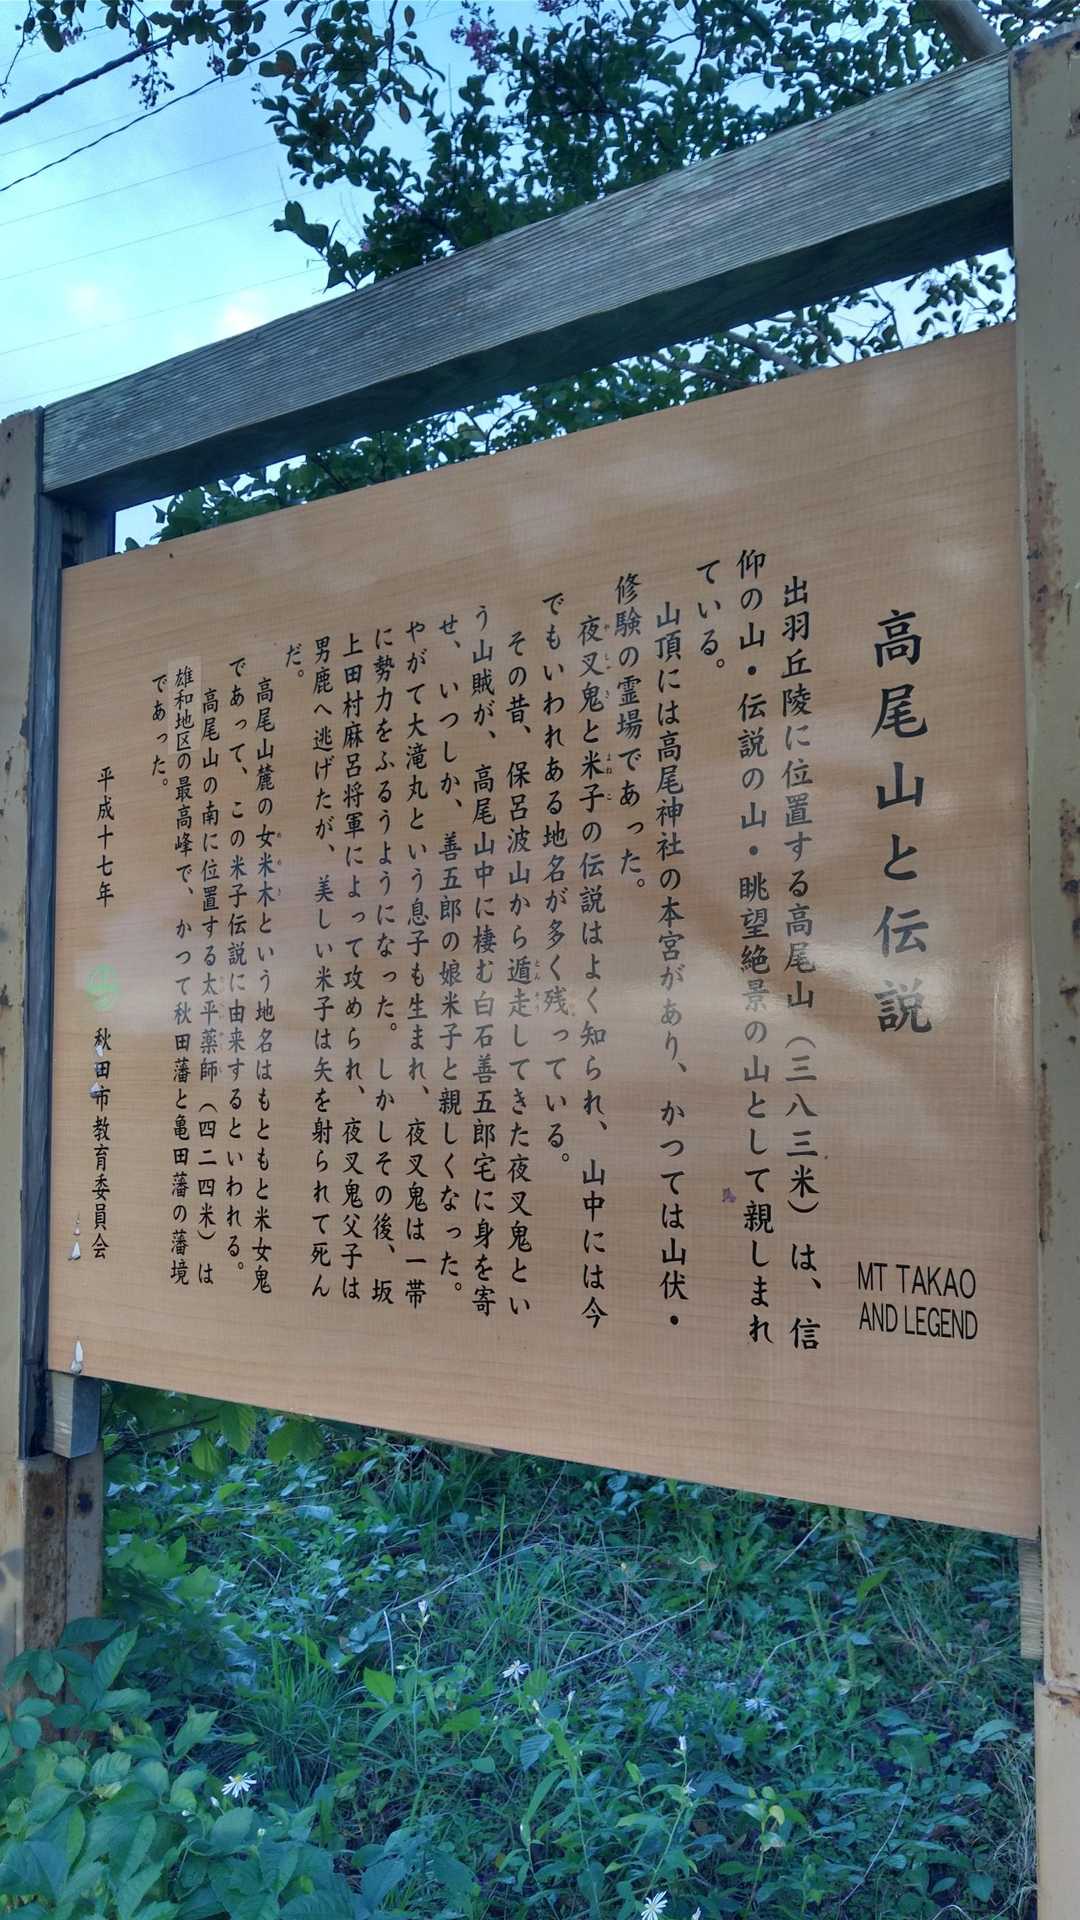 高尾山と伝説
MT TAKAO
AND LEGEND
出羽丘陵に位置する高尾山（三八三米）は、信
仰の山・伝説の山・眺望絶景の山として親しまれ
ている。
山頂には高尾神社の本宮があり、かつては山伏・
修験の霊場であった。
夜叉鬼と米子の伝説はよく知られ、山中には今
でもいわれある地名が多く残っている。
その昔、保呂波山から遁走してきた夜叉鬼とい
う山賊が、高尾山中に棲む白石善五郎宅に身を寄
せ、いつしか、善五郎の娘米子と親しくなった。
やがて大滝丸という息子も生まれ、夜叉鬼は一帯
に勢力をふるうようになった。しかしその後、坂
上田村麻呂将軍によって攻められ、夜叉鬼父子は
男鹿へ逃げたが、美しい米子は矢を射られて死ん
だ。
高尾山麓の女米木という地名はもともと米女鬼
であって、この米子伝説に由来するといわれる。
高尾山の南に位置する太平薬師（四二四米）は
雄和地区の最高峰で、かつて秋田藩と亀田藩の藩境
であった。
平成十七年
秋田市教育委員会